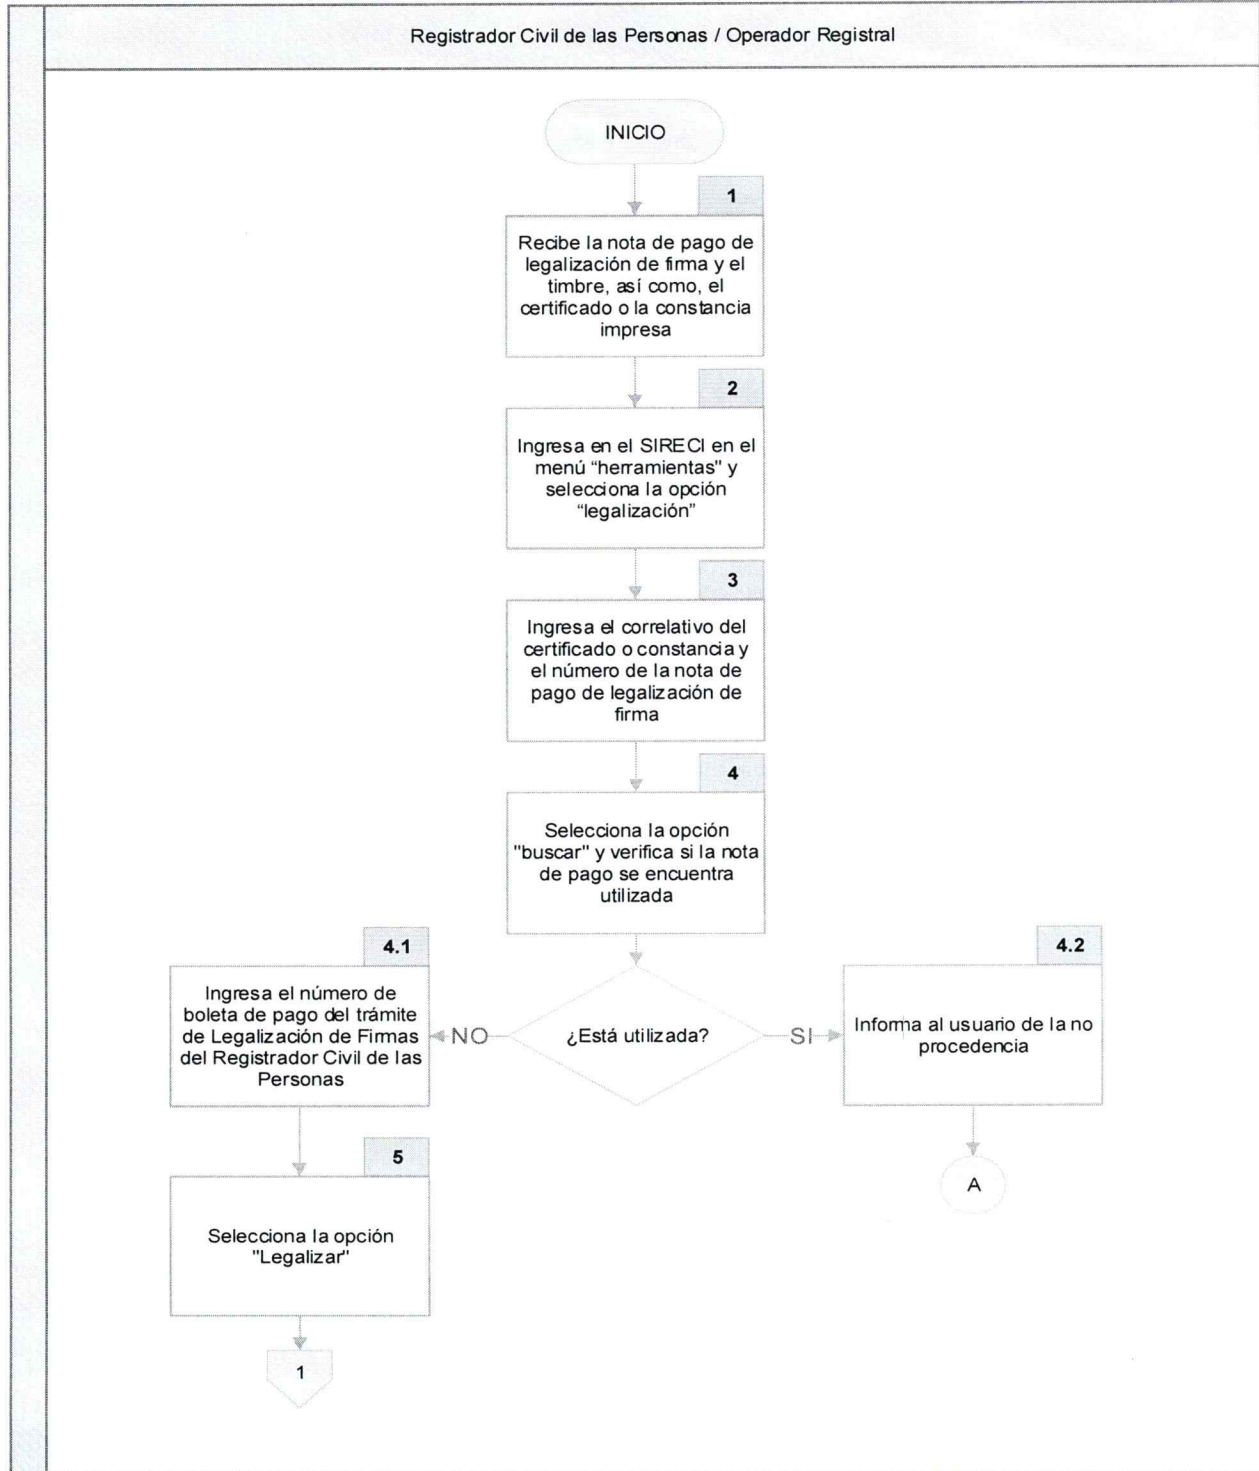 Registrador Civil de las Personas / Operador Registral
INICIO
1
Recibe la nota de pago de
legalización de firma y el
timbre, así como, el
certificado o la constancia
impresa
2
Ingresa en el SIRECI en el
menú “herramientas" y
selecciona la opción
“legalización”
3
Ingresa el correlativo del
certificado o constancia y
el número de la nota de
pago de legalización de
firma
4
Selecciona la opción
"buscar" y verifica si la nota
de pago se encuentra
utilizada
¿Está utilizada?
NO
SI
4.1
Ingresa el número de
boleta de pago del trámite
de Legalización de Firmas
del Registrador Civil de las
Personas
4.2
Informa al usuario de la no
procedencia
A
5
Selecciona la opción
"Legalizar"
1